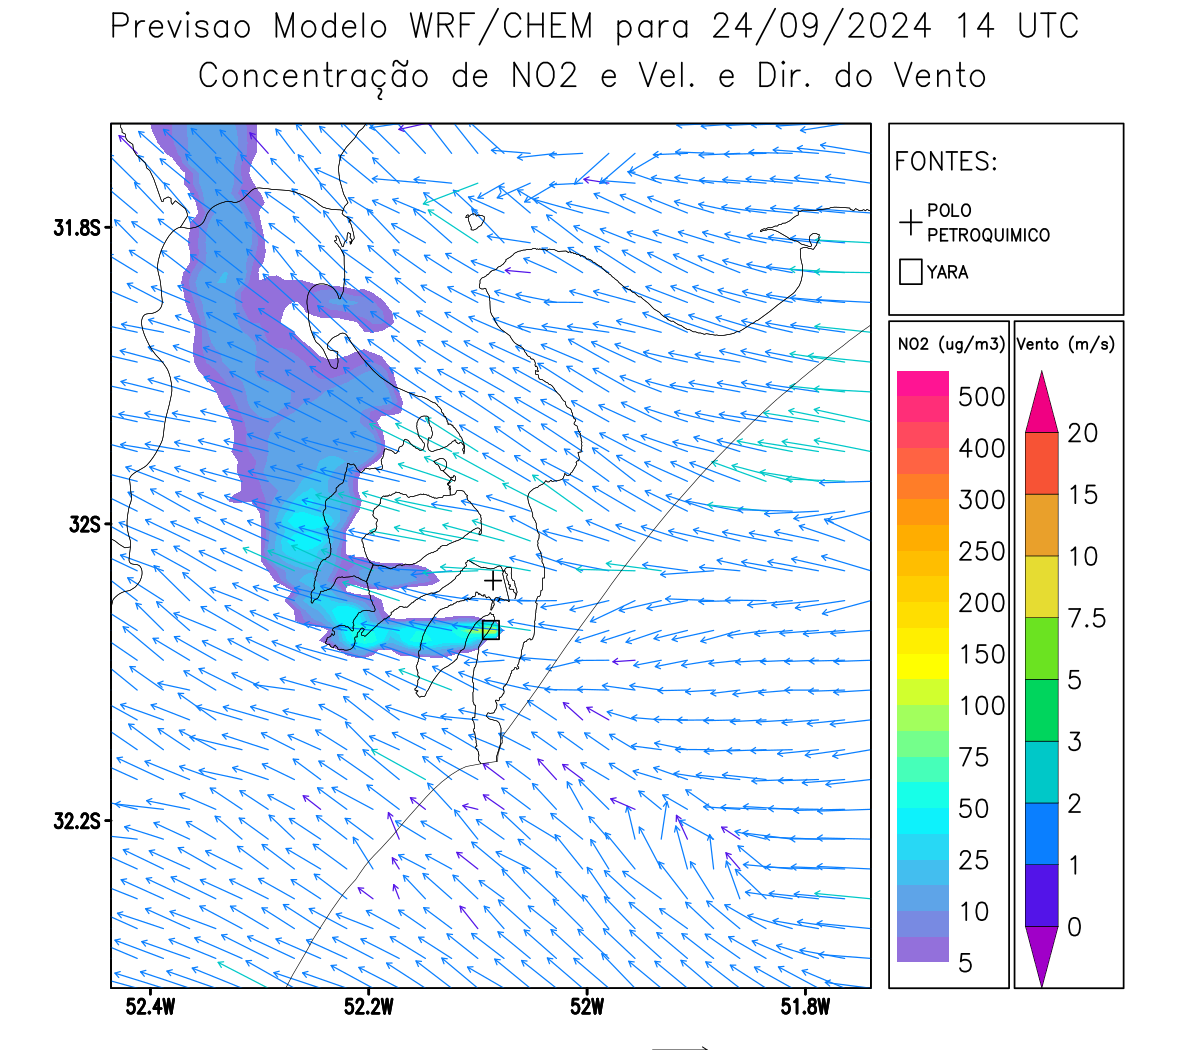 Previsao Modelo WRF/CHEM para 24/09/2024 14 UTC
Concentração de NO2 e Vel. e Dir. do Vento
FONTES:
POLO
PETROQUIMICO
YARA
31.8S
32S
32.2S
52.4W
52.2W
52W
51.8W
NO2 (ug/m3)
500
400
300
250
200
150
100
75
50
25
10
5
Vento (m/s)
20
15
10
7.5
5
3
2
1
0